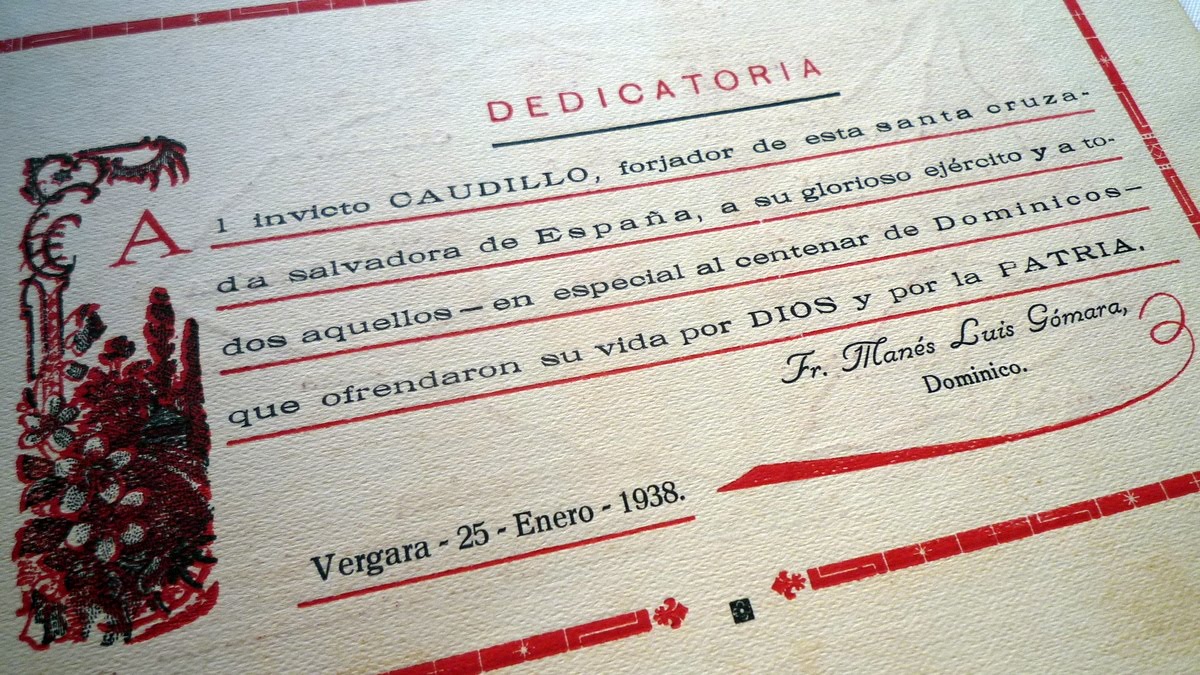 DEDICATORIA
Al invicto CAUDILLO, forjador de esta santa cruza-
da salvadora de España, a su glorioso ejército y a to-
dos aquellos—en especial al centenar de Dominicos—
que ofrendaron su vida por DIOS y por la PATRIA.
Fr. Manés Luis Gómara,
Dominico.
Vergara - 25 - Enero - 1938.